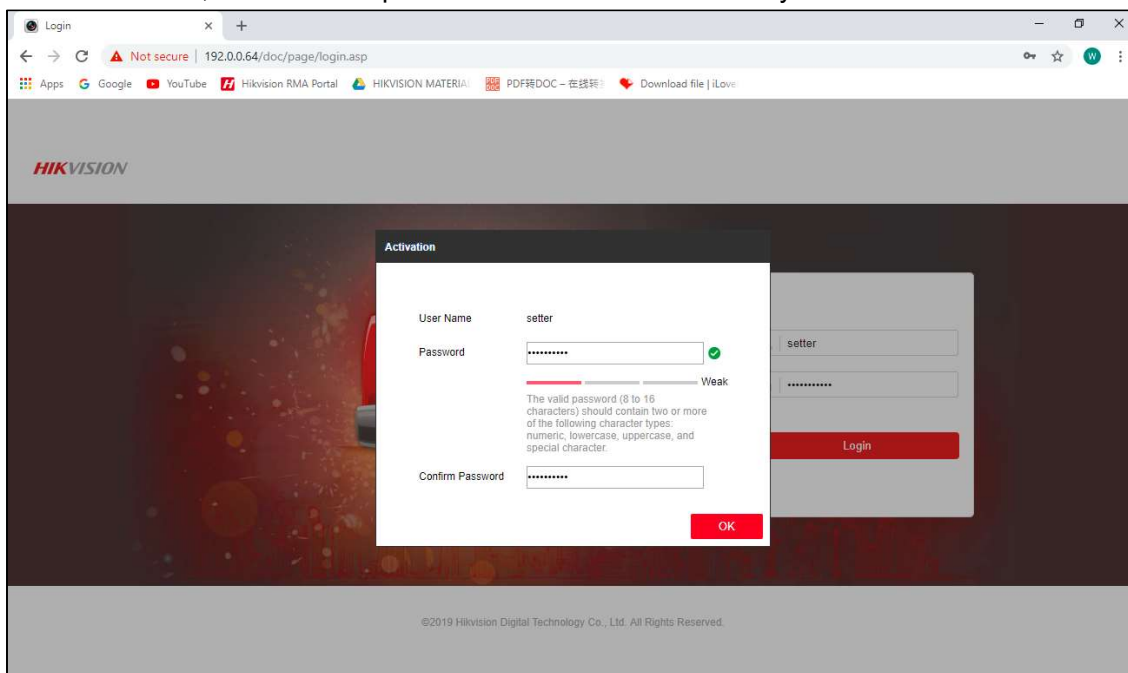 Login
Not secure | 192.0.0.64/doc/page/login.asp
W
Apps Google YouTube Hikvision RMA Portal HIKVISION MATERIA PDF转DOC – 在线转 Download file | iLove
HIKVISION
Activation
User Name setter
Password ••••••••••
Weak
The valid password (8 to 16
characters) should contain two or more
of the following character types:
numeric, lowercase, uppercase, and
special character.
Confirm Password ••••••••••
OK
setter
•••••••••••
Login
©2019 Hikvision Digital Technology Co., Ltd. All Rights Reserved.